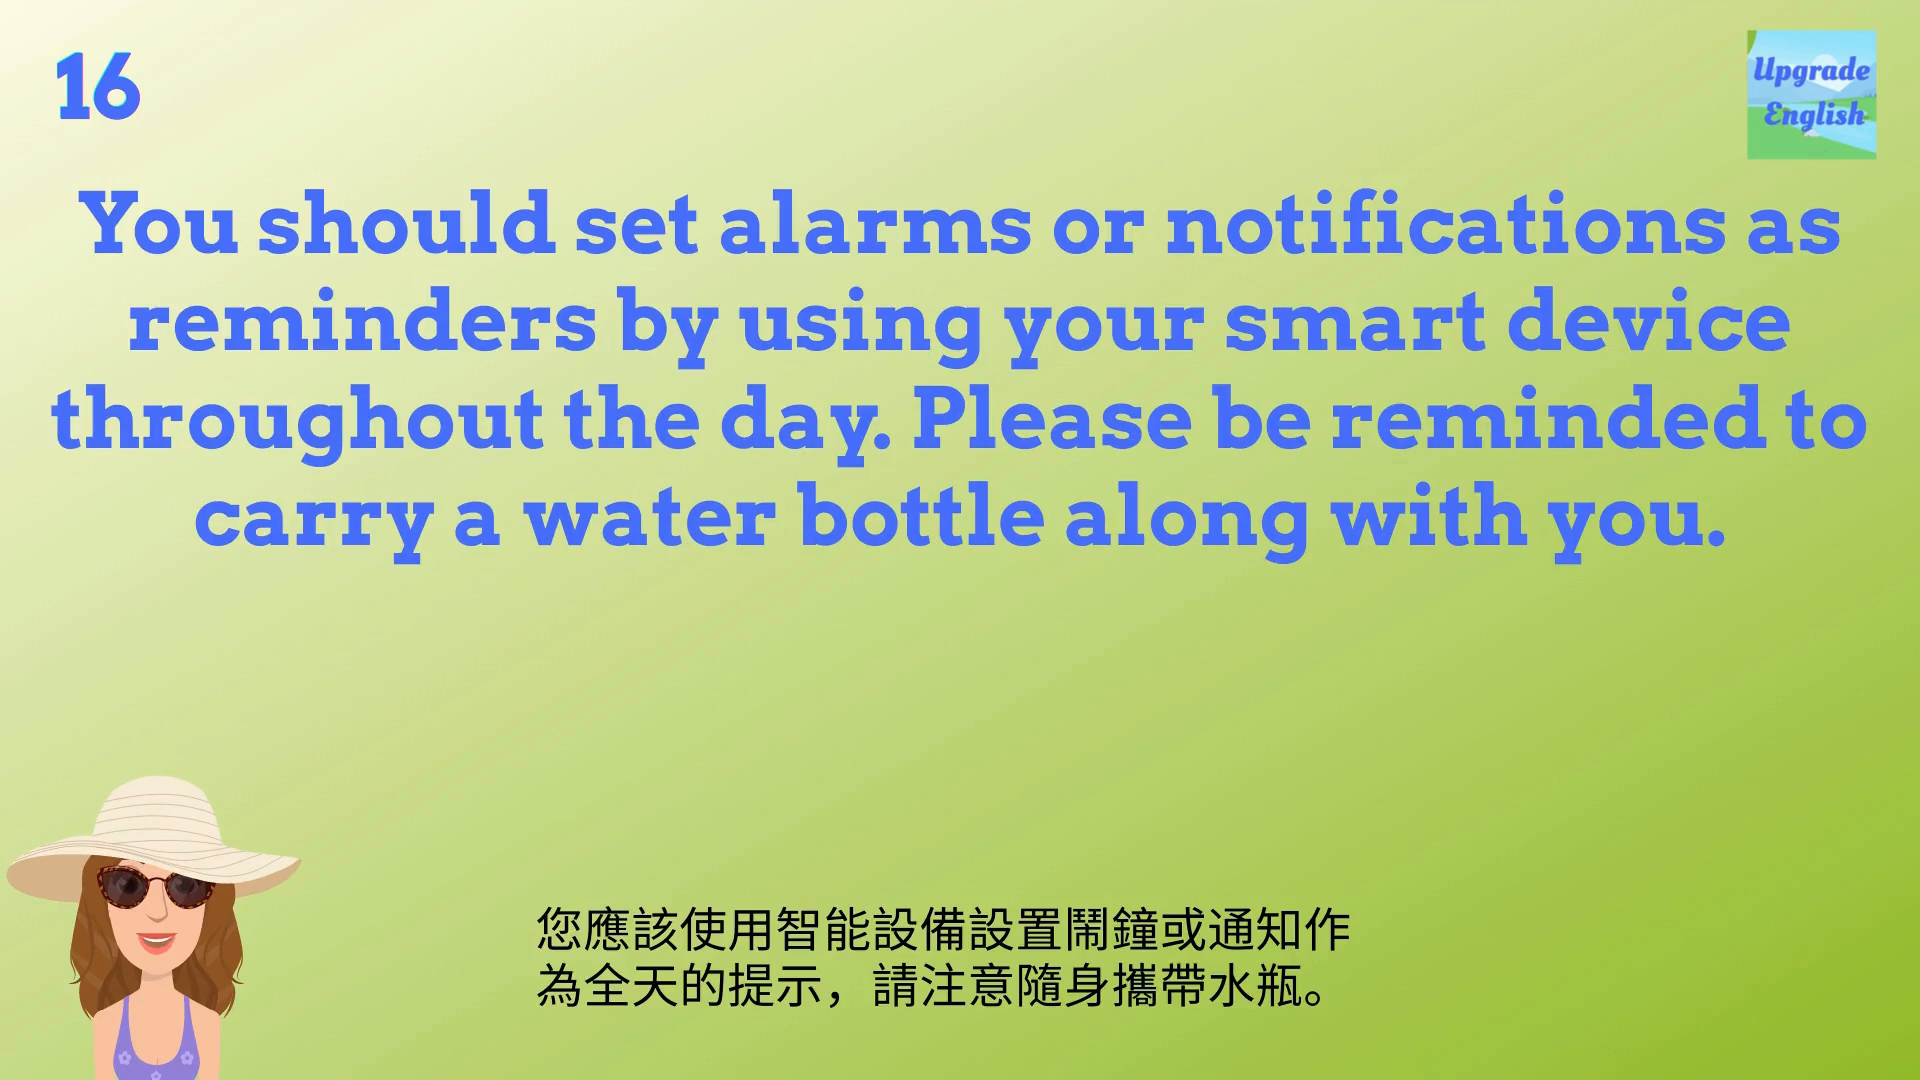 16
Upgrade
English
You should set alarms or notifications as
reminders by using your smart device
throughout the day. Please be reminded to
carry a water bottle along with you.
您應該使用智能設備設置鬧鐘或通知作
為全天的提示，請注意隨身攜帶水瓶。